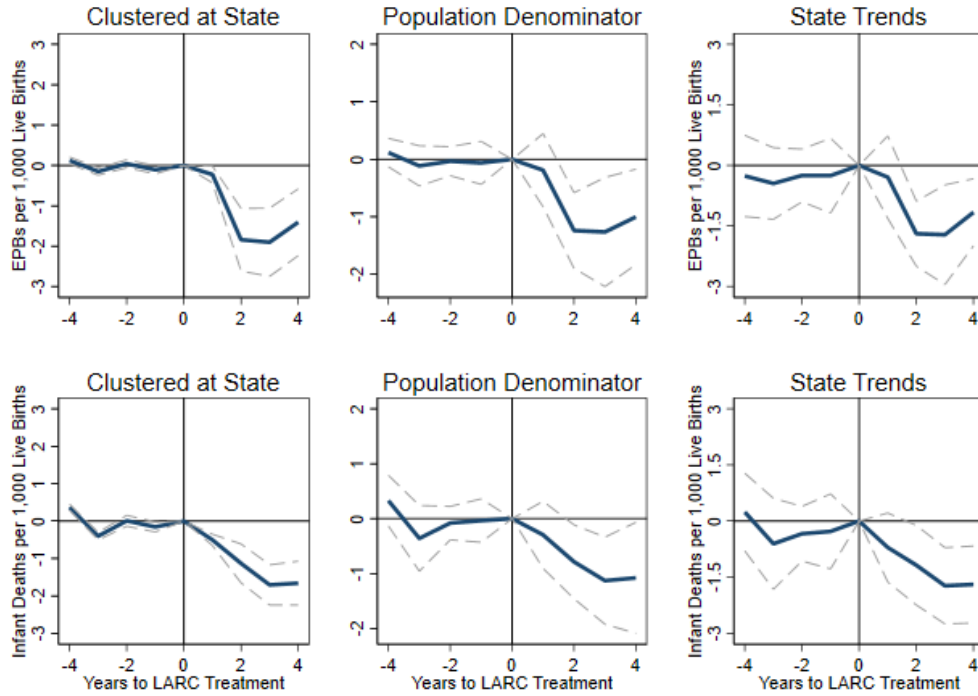 Clustered at State
EPBs per 1,000 Live Births
3
2
1
0
-1
-2
-3
-4 -2 0 2 4
Population Denominator
2
1
0
-1
-2
-4 -2 0 2 4
State Trends
EPBs per 1,000 Live Births
3
1.5
0
-1.5
-3
-4 -2 0 2 4
Clustered at State
Infant Deaths per 1,000 Live Births
3
2
1
0
-1
-2
-3
-4 -2 0 2 4
Years to LARC Treatment
Population Denominator
2
1
0
-1
-2
-4 -2 0 2 4
Years to LARC Treatment
State Trends
Infant Deaths per 1,000 Live Births
3
1.5
0
-1.5
-3
-4 -2 0 2 4
Years to LARC Treatment